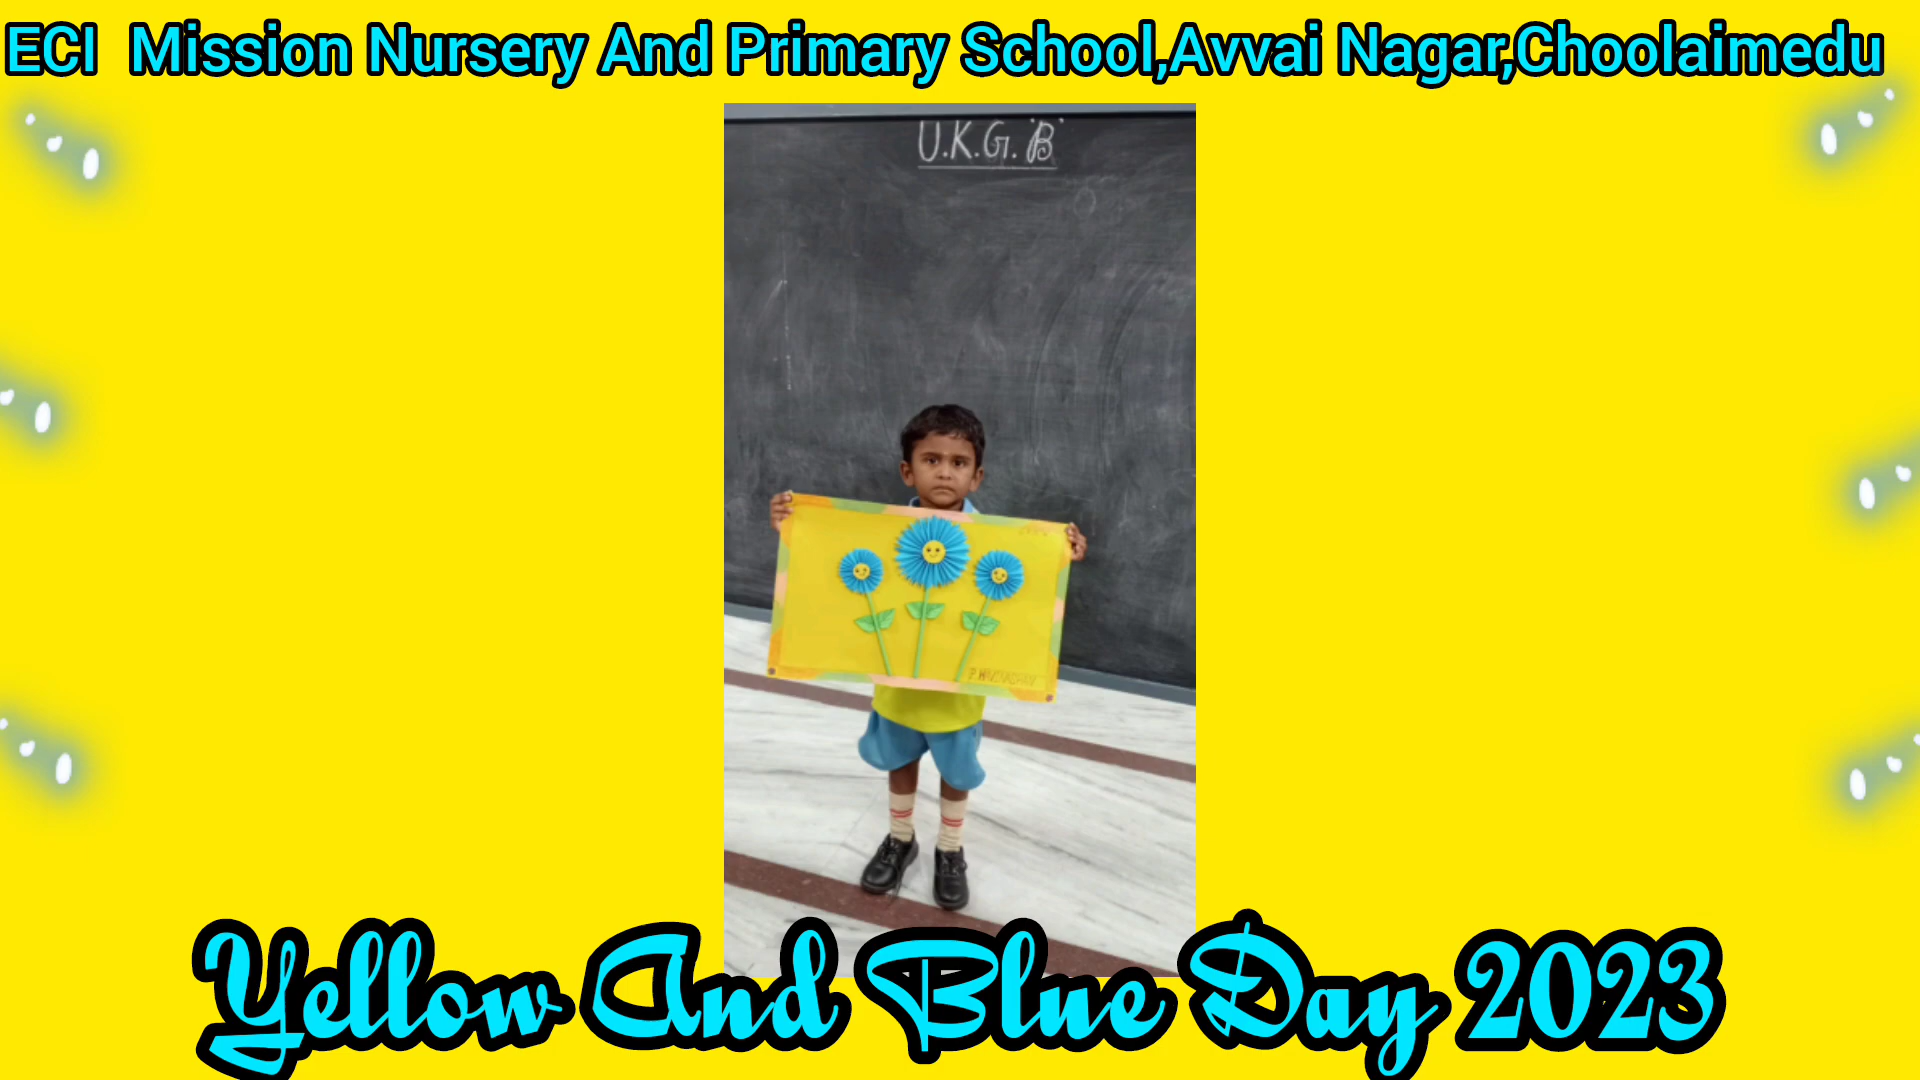 ECI Mission Nursery And Primary School,Avvai Nagar,Choolaimedu
U.K.G. 'B'
Yellow And Blue Day 2023